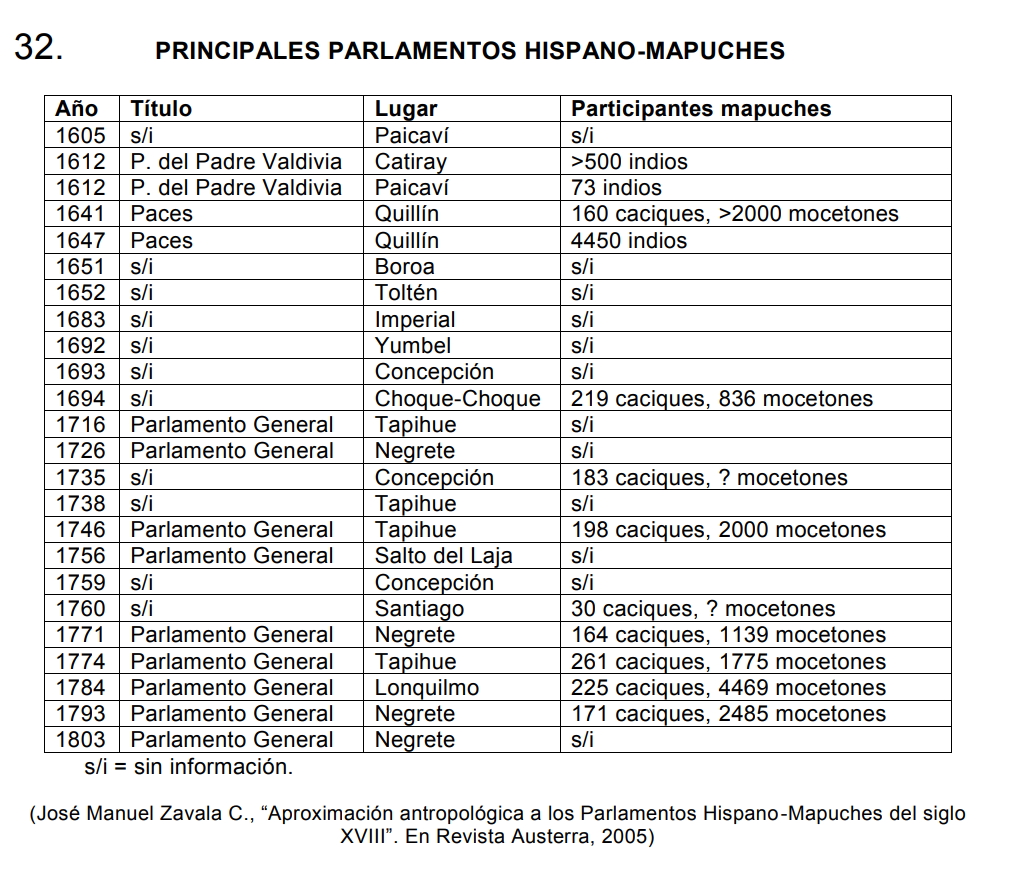 32. PRINCIPALES PARLAMENTOS HISPANO-MAPUCHES
Año Título Lugar Participantes mapuches
1605 s/i Paicaví s/i
1612 P. del Padre Valdivia Catiray >500 indios
1612 P. del Padre Valdivia Paicaví 73 indios
1641 Paces Quillín 160 caciques, >2000 mocetones
1647 Paces Quillín 4450 indios
1651 s/i Boroa s/i
1652 s/i Toltén s/i
1683 s/i Imperial s/i
1692 s/i Yumbel s/i
1693 s/i Concepción s/i
1694 s/i Choque-Choque 219 caciques, 836 mocetones
1716 Parlamento General Tapihue s/i
1726 Parlamento General Negrete s/i
1735 s/i Concepción 183 caciques, ? mocetones
1738 s/i Tapihue s/i
1746 Parlamento General Tapihue 198 caciques, 2000 mocetones
1756 Parlamento General Salto del Laja s/i
1759 s/i Concepción s/i
1760 s/i Santiago 30 caciques, ? mocetones
1771 Parlamento General Negrete 164 caciques, 1139 mocetones
1774 Parlamento General Tapihue 261 caciques, 1775 mocetones
1784 Parlamento General Lonquilmo 225 caciques, 4469 mocetones
1793 Parlamento General Negrete 171 caciques, 2485 mocetones
1803 Parlamento General Negrete s/i
s/i = sin información.
(José Manuel Zavala C., “Aproximación antropológica a los Parlamentos Hispano-Mapuches del siglo
XVIII”. En Revista Austerra, 2005)